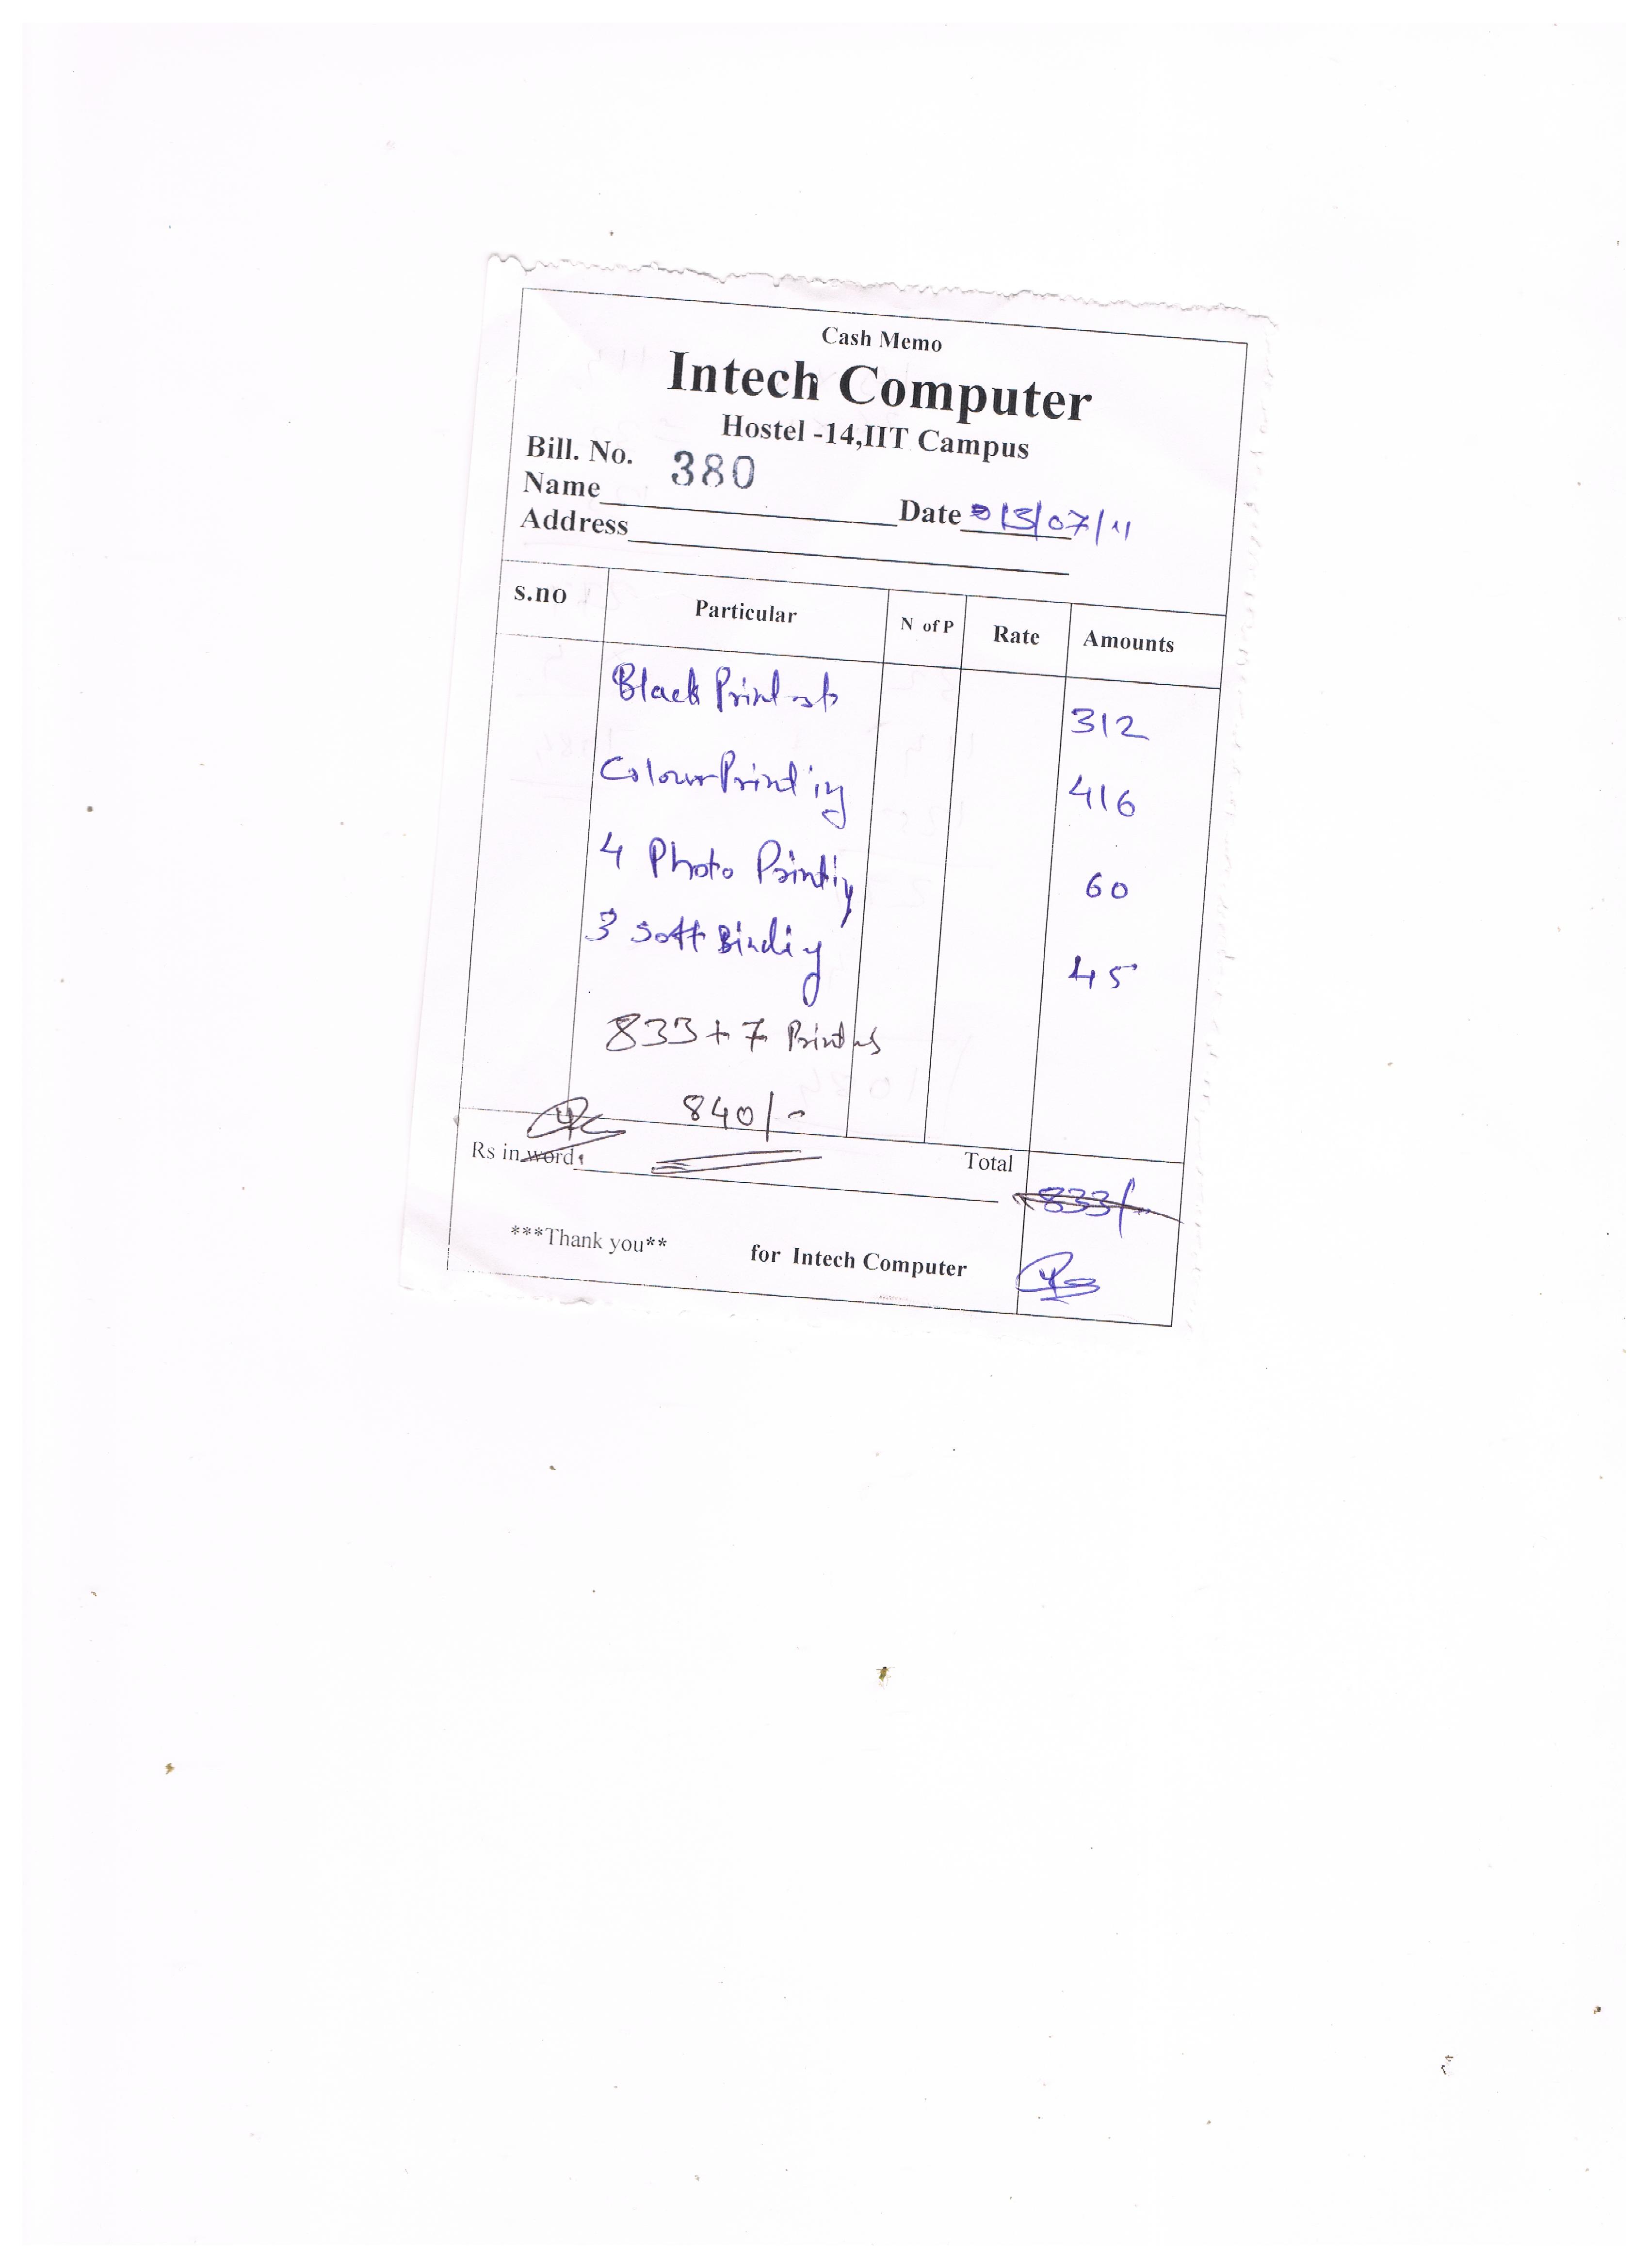 Cash Memo
Intech Computer
Hostel -14,IIT Campus
Bill. No. 380
Name Date 13/07/11
Address
s.no Particular N of P Rate Amounts
Black Printout 312
Colour Printing 416
4 Photo Printing 60
3 Soft Binding 45
833 + 7 Printous
840/-
Rs in word Total 833/-
***Thank you** for Intech Computer